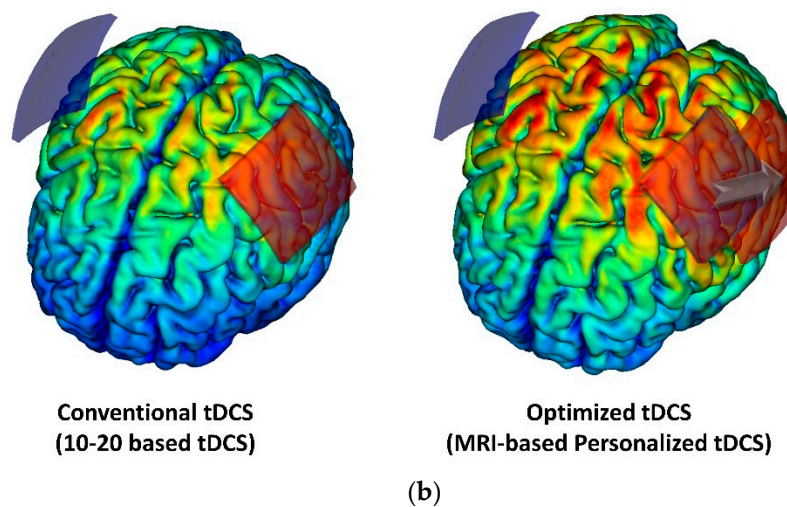 Conventional tDCS
(10-20 based tDCS)
Optimized tDCS
(MRI-based Personalized tDCS)
(b)